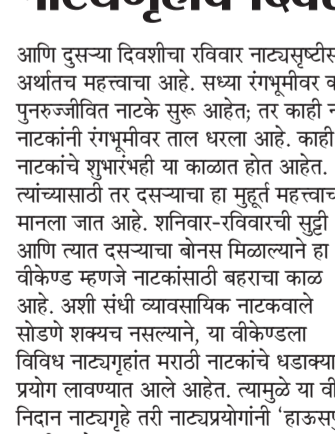 आणि दुसऱ्या दिवशीचा रविवार नाट्यसृष्टीस
अर्थातच महत्त्वाचा आहे. सध्या रंगभूमीवर
पुनरुज्जीवित नाटके सुरू आहेत; तर काही
नाटकांनी रंगभूमीवर ताल धरला आहे. काही
नाटकांचे शुभारंभही या काळात होत आहेत.
त्यांच्यासाठी तर दसऱ्याचा हा मुहूर्त
मानला जात आहे. शनिवार-रविवारची सुट्टी
आणि त्यात दसऱ्याचा बोनस मिळाल्याने हा
वीकेण्ड म्हणजे नाटकांसाठी बहराचा काळ
आहे. अशी संधी व्यावसायिक नाटकवाले
सोडणे शक्यच नसल्याने, या वीकेण्डला
विविध नाट्यगृहांत मराठी नाटकांचे
प्रयोग लावण्यात आले आहेत. त्यामुळे या
निदान नाट्यगृहे तरी नाट्यप्रयोगांनी